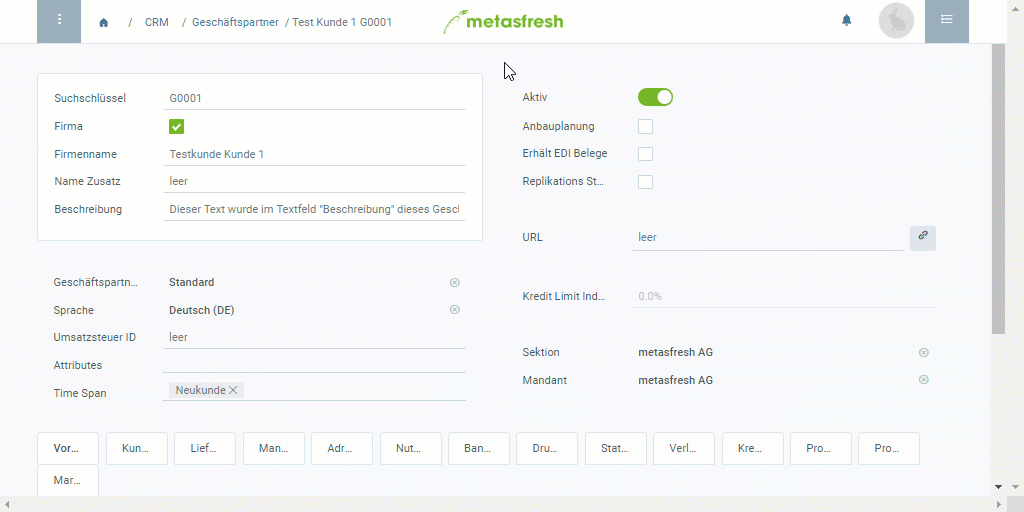 / CRM / Geschäftspartner / Test Kunde 1 G0001
metasfresh
Suchschlüssel G0001
Firma
Firmenname Testkunde Kunde 1
Name Zusatz leer
Beschreibung Dieser Text wurde im Textfeld "Beschreibung" dieses Gescl
Aktiv
Anbauplanung
Erhält EDI Belege
Replikations St...
URL leer
Kredit Limit Ind... 0.0%
Geschäftspartn... Standard
Sprache Deutsch (DE)
Umsatzsteuer ID leer
Attributes
Time Span Neukunde
Sektion metasfresh AG
Mandant metasfresh AG
Vor... Kun... Lief... Man... Adr... Nut... Ban... Dru... Stat... Verl... Kre... Pro... Pro...
Mar...